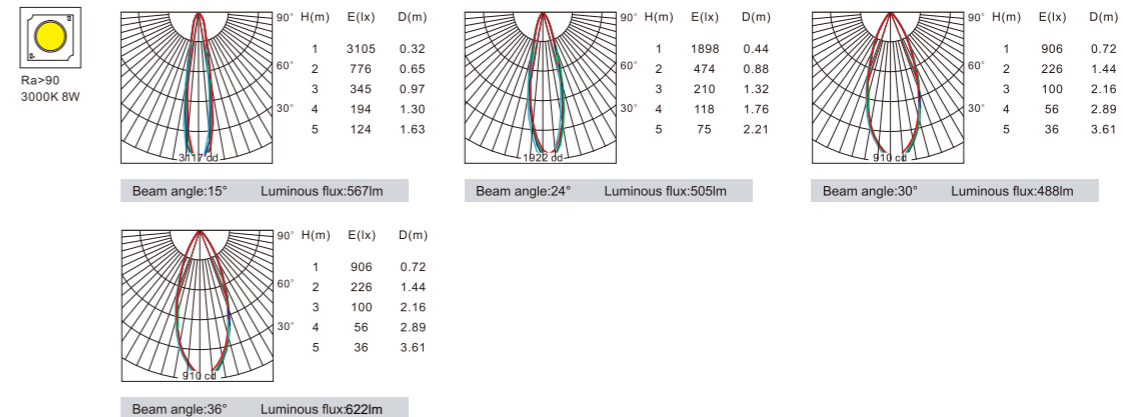 Ra>90
3000K 8W
90° H(m) E(lx) D(m)
1 3105 0.32
60° 2 776 0.65
3 345 0.97
30° 4 194 1.30
5 124 1.63
3117 cd
Beam angle:15° Luminous flux:567lm
90° H(m) E(lx) D(m)
1 1898 0.44
60° 2 474 0.88
3 210 1.32
30° 4 118 1.76
5 75 2.21
1922 cd
Beam angle:24° Luminous flux:505lm
90° H(m) E(lx) D(m)
1 906 0.72
60° 2 226 1.44
3 100 2.16
30° 4 56 2.89
5 36 3.61
910 cd
Beam angle:30° Luminous flux:488lm
90° H(m) E(lx) D(m)
1 906 0.72
60° 2 226 1.44
3 100 2.16
30° 4 56 2.89
5 36 3.61
910 cd
Beam angle:36° Luminous flux:622lm